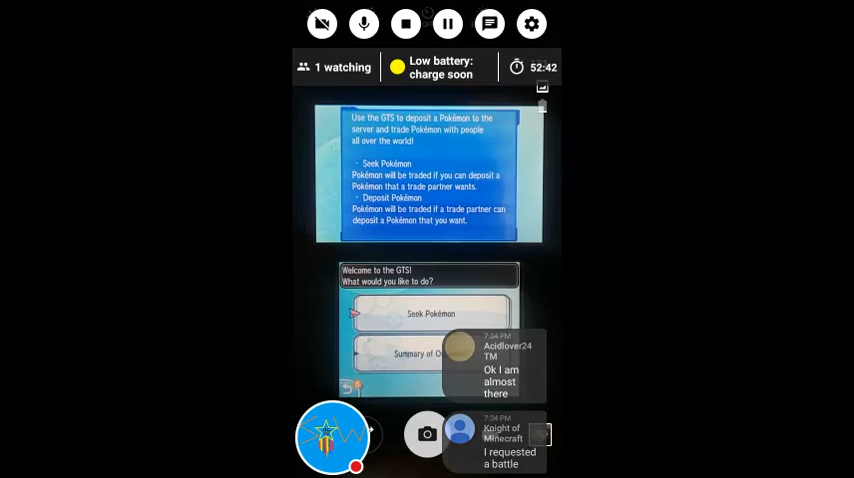 1 watching
Low battery:
charge soon
52:42
Use the GTS to deposit a Pokémon to the
server and trade Pokémon with people
all over the world!
· Seek Pokémon
Pokémon will be traded if you can deposit a
Pokémon that a trade partner wants.
· Deposit Pokémon
Pokémon will be traded if a trade partner can
deposit a Pokémon that you want.
Welcome to the GTS!
What would you like to do?
Seek Pokémon
Summary of
7:34 PM
Acidlover24
TM
Ok I am
almost
there
7:34 PM
Knight of
Minecraft
I requested
a battle